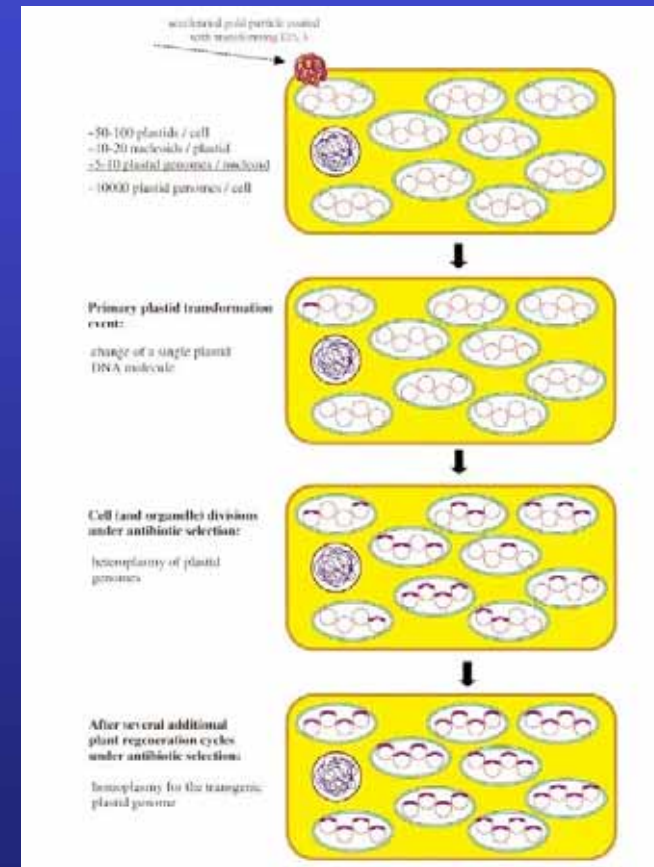 accelerated gold particle coated
with transforming DNA
~50-100 plastids / cell
~10-20 nucleoids / plastid
~5-10 plastid genomes / nucleoid
~10000 plastid genomes / cell
Primary plastid transformation
event:
change of a single plastid
DNA molecule
Cell (and organelle) divisions
under antibiotic selection:
heteroplasmy of plastid
genomes
After several additional
plant regeneration cycles
under antibiotic selection:
homoplasmy for the transgenic
plastid genome